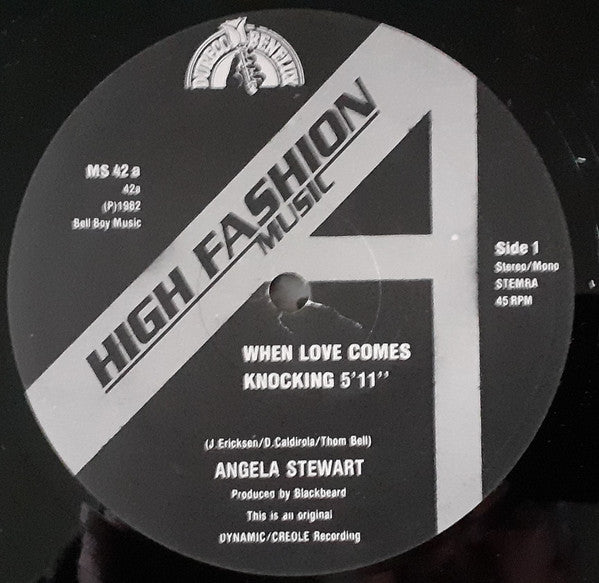 DURECO BENELUX
MS 42 a
42a
(P)1982
Bell Boy Music
HIGH FASHION
MUSIC
Side 1
Stereo/Mono
STEMRA
45 RPM
WHEN LOVE COMES
KNOCKING 5'11''
(J.Ericksen/D.Caldirola/Thom Bell)
ANGELA STEWART
Produced by Blackbeard
This is an original
DYNAMIC/CREOLE Recording